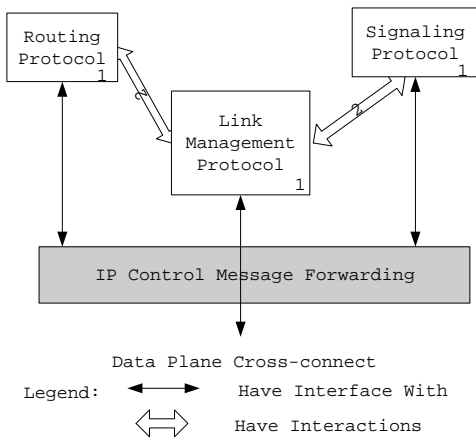 Routing
Protocol
1
Signaling
Protocol
1
2
2
Link
Management
Protocol
1
IP Control Message Forwarding
Data Plane Cross-connect
Legend:
Have Interface With
Have Interactions